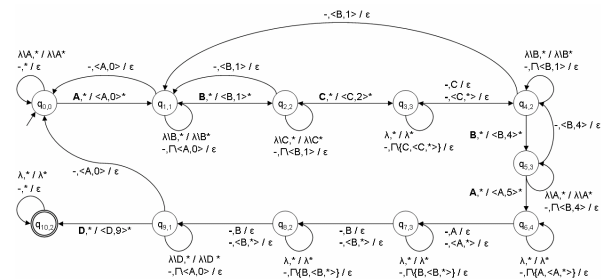 -,<B,1> / ε
λ\A,* / λ\A*
-,* / ε
-,<A,0> / ε
-,<B,1> / ε
λ\B,* / λ\B*
-,Γ\<B,1> / ε
q0,0
A,* / <A,0>*
q1,1
B,* / <B,1>*
q2,2
C,* / <C,2>*
q3,3
-,C / ε
-,<C,*> / ε
q4,2
λ\B,* / λ\B*
-,Γ\<A,0> / ε
λ\C,* / λ\C*
-,Γ\<B,1> / ε
λ,* / λ*
-,Γ\{C,<C,*>} / ε
B,* / <B,4>*
-,<B,4> / ε
q5,3
-,<A,0> / ε
λ,* / λ*
-,* / ε
A,* / <A,5>*
λ\A,* / λ\A*
-,Γ\<B,4> / ε
q10,2
D,* / <D,9>*
q9,1
-,B / ε
-,<B,*> / ε
q8,2
-,B / ε
-,<B,*> / ε
q7,3
-,A / ε
-,<A,*> / ε
q6,4
λ\D,* / λ\D *
-,Γ\<A,0> / ε
λ,* / λ*
-,Γ\{B,<B,*>} / ε
λ,* / λ*
-,Γ\{B,<B,*>} / ε
λ,* / λ*
-,Γ\{A,<A,*>} / ε